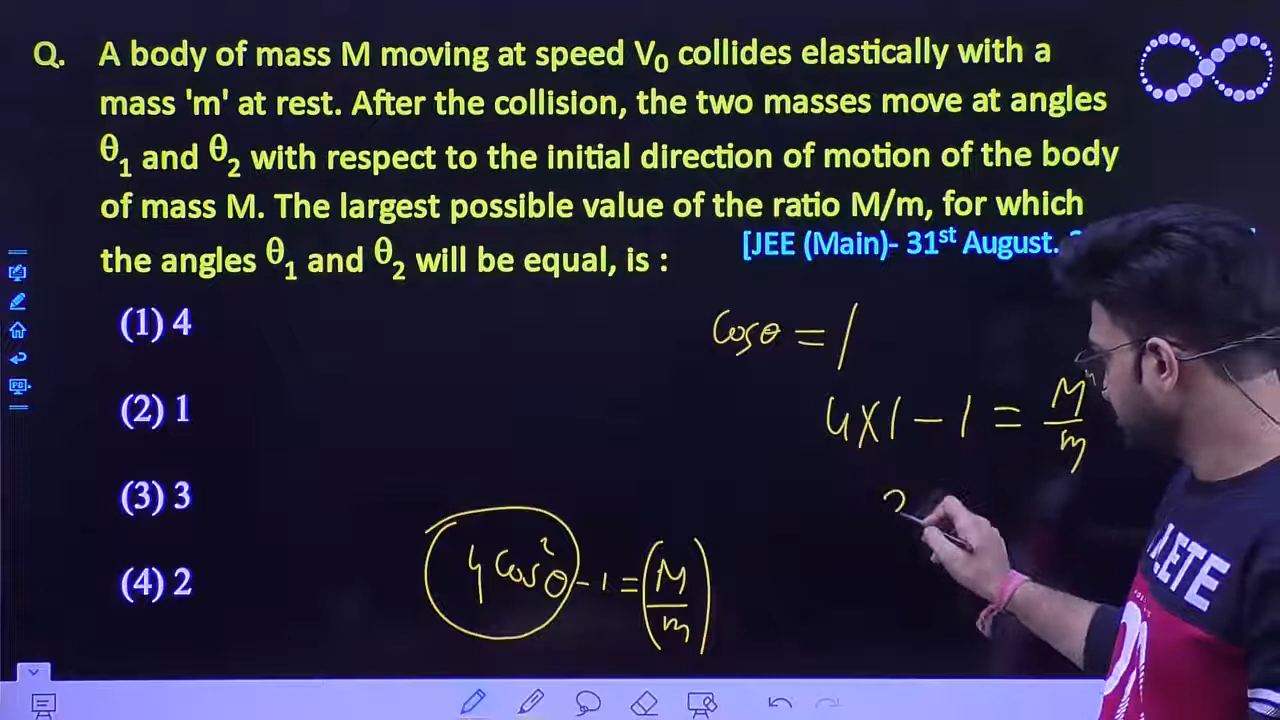 Q. A body of mass M moving at speed V₀ collides elastically with a
mass 'm' at rest. After the collision, the two masses move at angles
θ₁ and θ₂ with respect to the initial direction of motion of the body
of mass M. The largest possible value of the ratio M/m, for which
the angles θ₁ and θ₂ will be equal, is :
[JEE (Main)- 31ˢᵗ August.
(1) 4
(2) 1
(3) 3
(4) 2
Cosθ = 1
4×1 - 1 = M/m
4Cos²θ - 1 = (M/m)
LETE